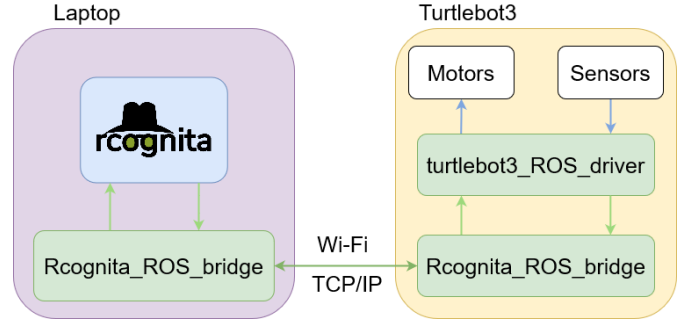 Laptop
Turtlebot3
Motors
Sensors
rcognita
turtlebot3_ROS_driver
Rcognita_ROS_bridge
Wi-Fi
TCP/IP
Rcognita_ROS_bridge